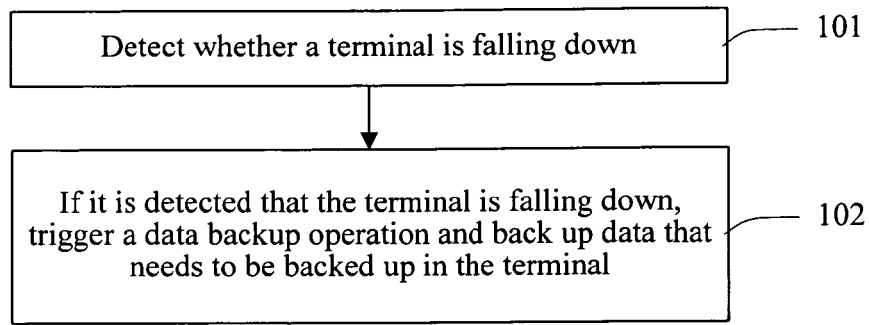 Detect whether a terminal is falling down
101
If it is detected that the terminal is falling down,
trigger a data backup operation and back up data that
needs to be backed up in the terminal
102